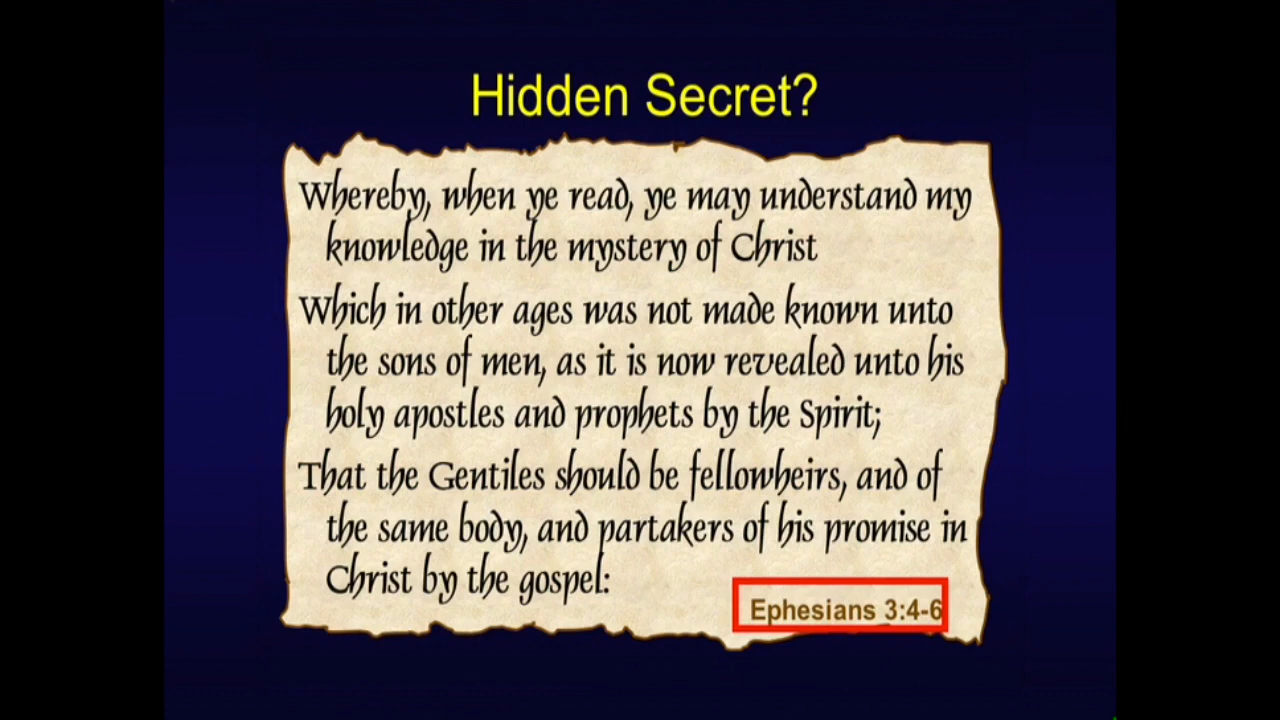 Hidden Secret?
Whereby, when ye read, ye may understand my
knowledge in the mystery of Christ
Which in other ages was not made known unto
the sons of men, as it is now revealed unto his
holy apostles and prophets by the Spirit;
That the Gentiles should be fellowheirs, and of
the same body, and partakers of his promise in
Christ by the gospel:
Ephesians 3:4-6